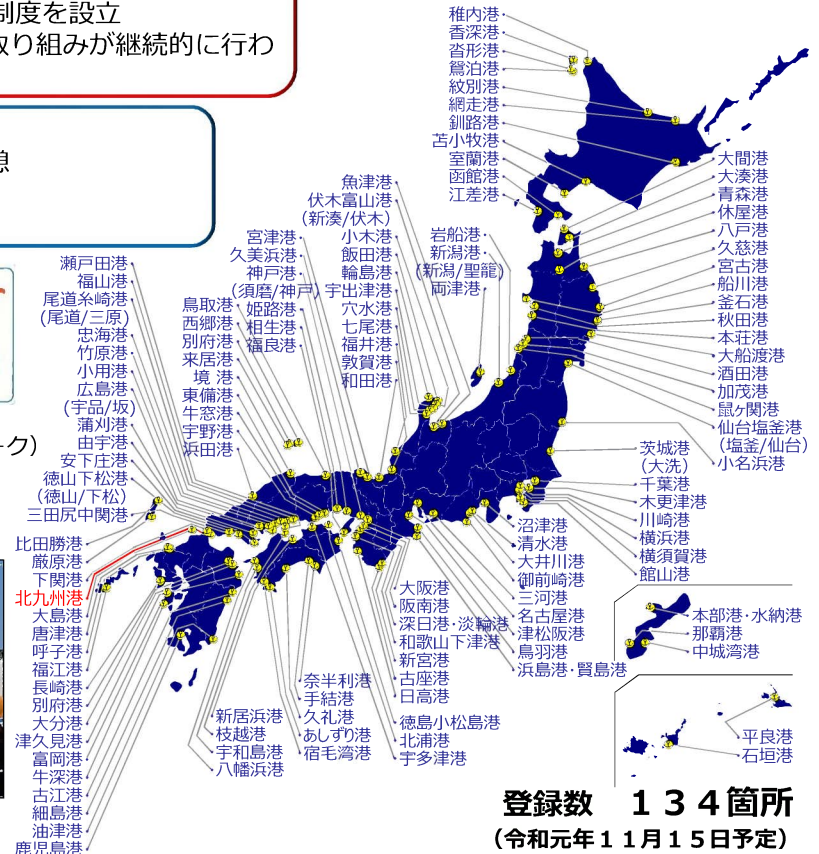 制度を設立
取り組みが継続的に行わ
憩
ーク）
稚内港
香深港
沓形港
鴛泊港
紋別港
網走港
釧路港
苫小牧港
室蘭港
函館港
江差港
大間港
大湊港
青森港
休屋港
八戸港
久慈港
宮古港
船川港
釜石港
秋田港
本荘港
大船渡港
酒田港
加茂港
鼠ヶ関港
仙台塩釜港
(塩釜/仙台)
小名浜港
魚津港
伏木富山港
(新湊/伏木)
小木港
飯田港
輪島港
宇出津港
穴水港
七尾港
福井港
敦賀港
和田港
岩船港
新潟港
(新潟/聖籠)
両津港
宮津港
久美浜港
神戸港
(須磨/神戸)
姫路港
相生港
福良港
鳥取港
西郷港
別府港
来居港
境 港
東備港
牛窓港
宇野港
浜田港
瀬戸田港
福山港
尾道糸崎港
(尾道/三原)
忠海港
竹原港
小用港
広島港
(宇品/坂)
蒲刈港
由宇港
安下庄港
徳山下松港
(徳山/下松)
三田尻中関港
比田勝港
厳原港
下関港
北九州港
大島港
唐津港
呼子港
福江港
長崎港
別府港
大分港
津久見港
富岡港
牛深港
古江港
細島港
油津港
鹿児島港
茨城港
(大洗)
千葉港
木更津港
川崎港
横浜港
横須賀港
館山港
沼津港
清水港
大井川港
御前崎港
三河港
名古屋港
津松阪港
鳥羽港
浜島港・賢島港
大阪港
阪南港
深日港・淡輪港
和歌山下津港
新宮港
古座港
日高港
徳島小松島港
北浦港
宇多津港
奈半利港
手結港
久礼港
あしずり港
宿毛湾港
新居浜港
枝越港
宇和島港
八幡浜港
本部港・水納港
那覇港
中城湾港
平良港
石垣港
登録数　１３４箇所
（令和元年１１月１５日予定）